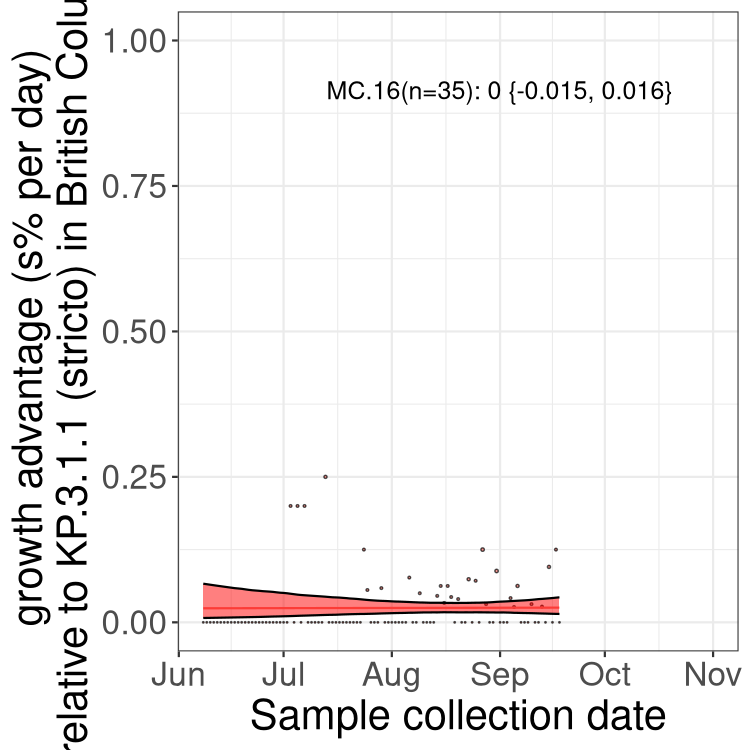 growth advantage (s% per day)
relative to KP.3.1.1 (stricto) in British Colu
1.00
0.75
0.50
0.25
0.00
MC.16(n=35): 0 {-0.015, 0.016}
Jun Jul Aug Sep Oct Nov
Sample collection date